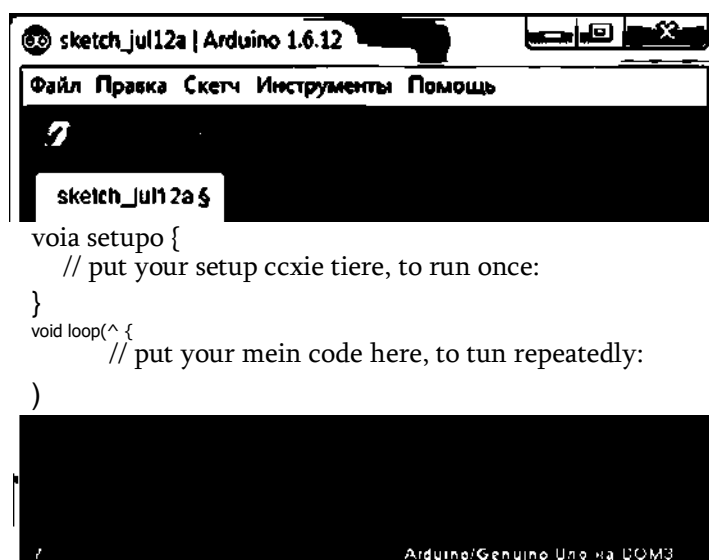 sketch_jul12a | Arduino 1.6.12
Файл Правка Скетч Инструменты Помощь
sketch_jul12a §
voia setupo {
// put your setup ccxie tiere, to run once:
}
void loop(^ {
// put your mein code here, to tun repeatedly:
)
7
Arduino/Genuino Uno на COM3